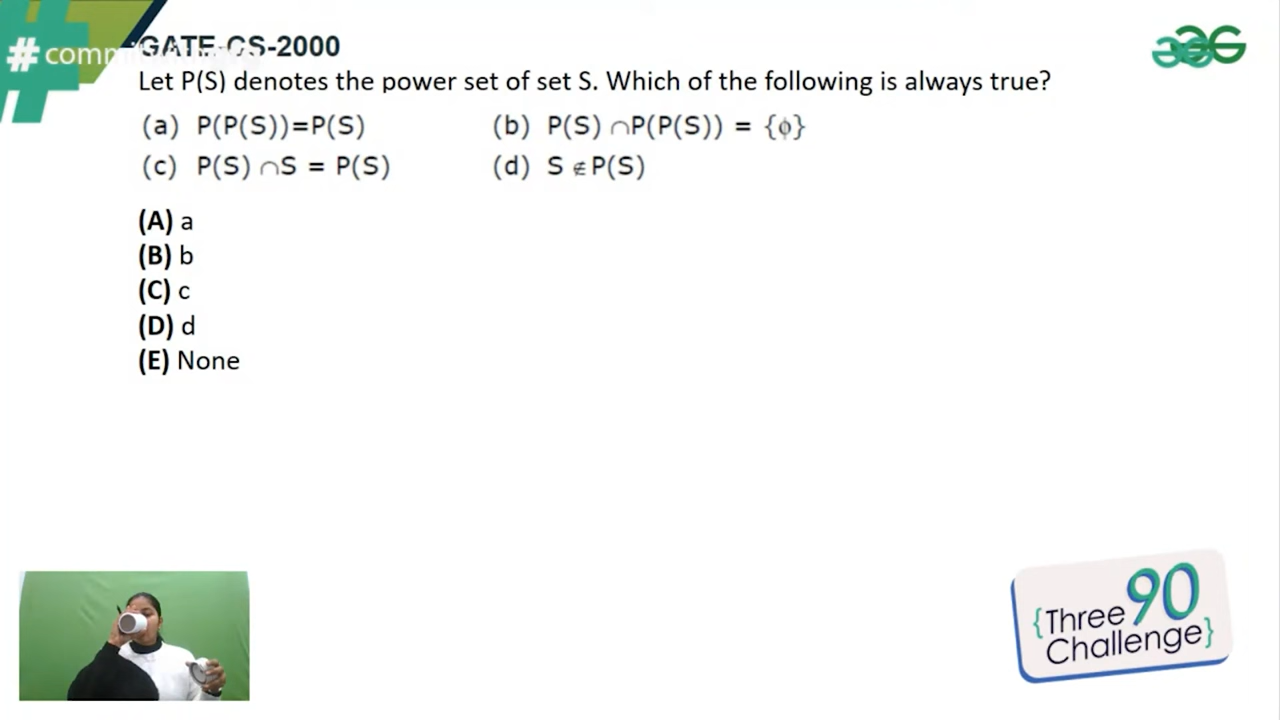 GATE-CS-2000
Let P(S) denotes the power set of set S. Which of the following is always true?
(a) P(P(S))=P(S) (b) P(S) ∩P(P(S)) = {ϕ}
(c) P(S) ∩S = P(S) (d) S ∉P(S)
(A) a
(B) b
(C) c
(D) d
(E) None
{Three 90
Challenge}